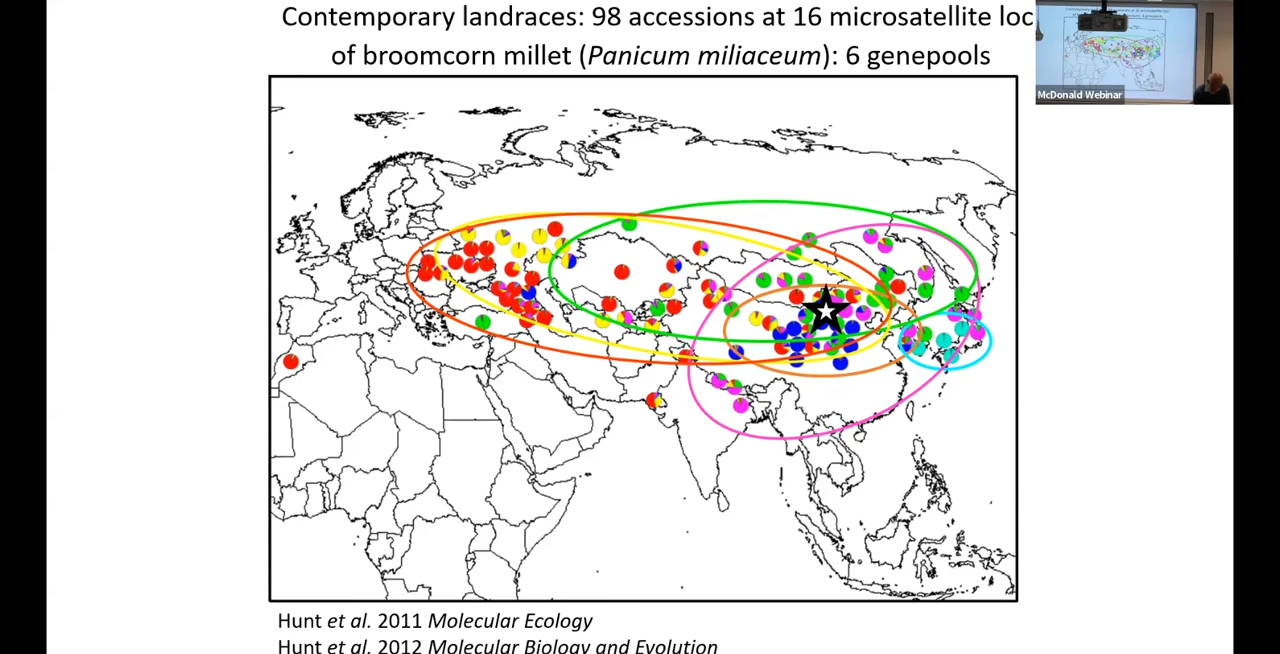 Contemporary landraces: 98 accessions at 16 microsatellite loc
of broomcorn millet (Panicum miliaceum): 6 genepools
McDonald Webinar
Hunt et al. 2011 Molecular Ecology
Hunt et al. 2012 Molecular Biology and Evolution